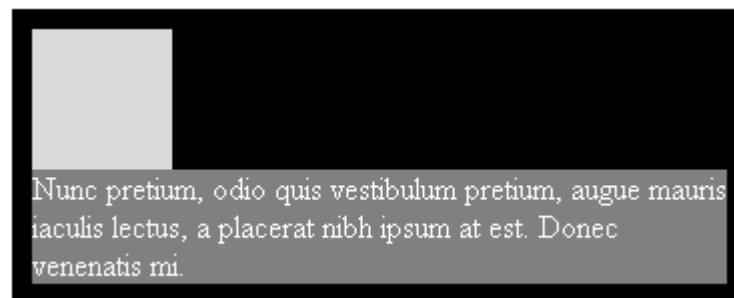 Nunc pretium, odio quis vestibulum pretium, augue mauris
iaculis lectus, a placerat nibh ipsum at est. Donec
venenatis mi.